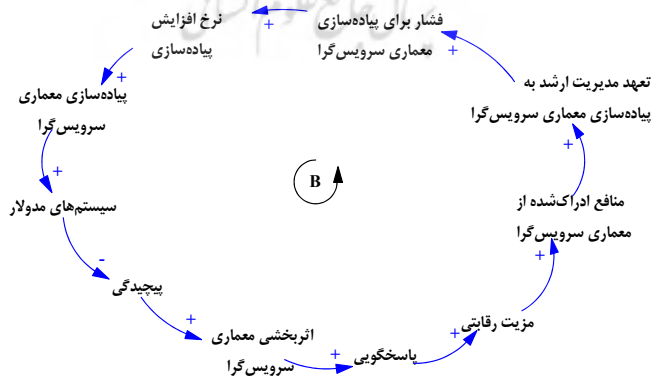 فشار برای پیاده‌سازی
معماری سرویس‌گرا
+
نرخ افزایش
پیاده‌سازی
+
پیاده‌سازی معماری
سرویس‌گرا
+
سیستم‌های مدولار
-
پیچیدگی
+
اثربخشی معماری
سرویس‌گرا
+
پاسخگویی
+
مزیت رقابتی
+
منافع ادراک‌شده از
معماری سرویس‌گرا
+
تعهد مدیریت ارشد به
پیاده‌سازی معماری سرویس‌گرا
+
B